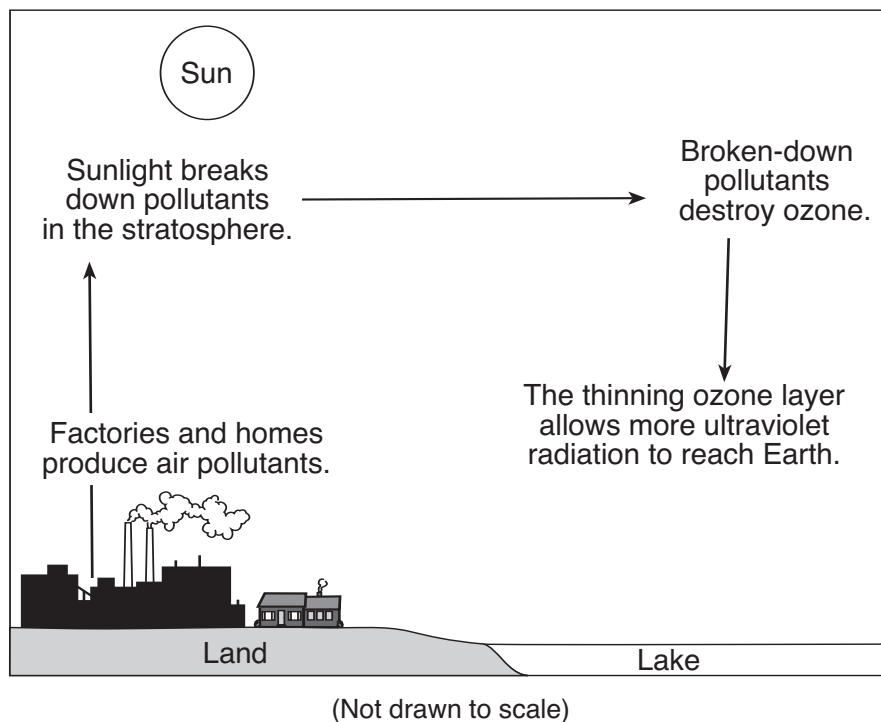 Sun
Sunlight breaks
down pollutants
in the stratosphere.
Broken-down
pollutants
destroy ozone.
The thinning ozone layer
allows more ultraviolet
radiation to reach Earth.
Factories and homes
produce air pollutants.
Land
Lake
(Not drawn to scale)